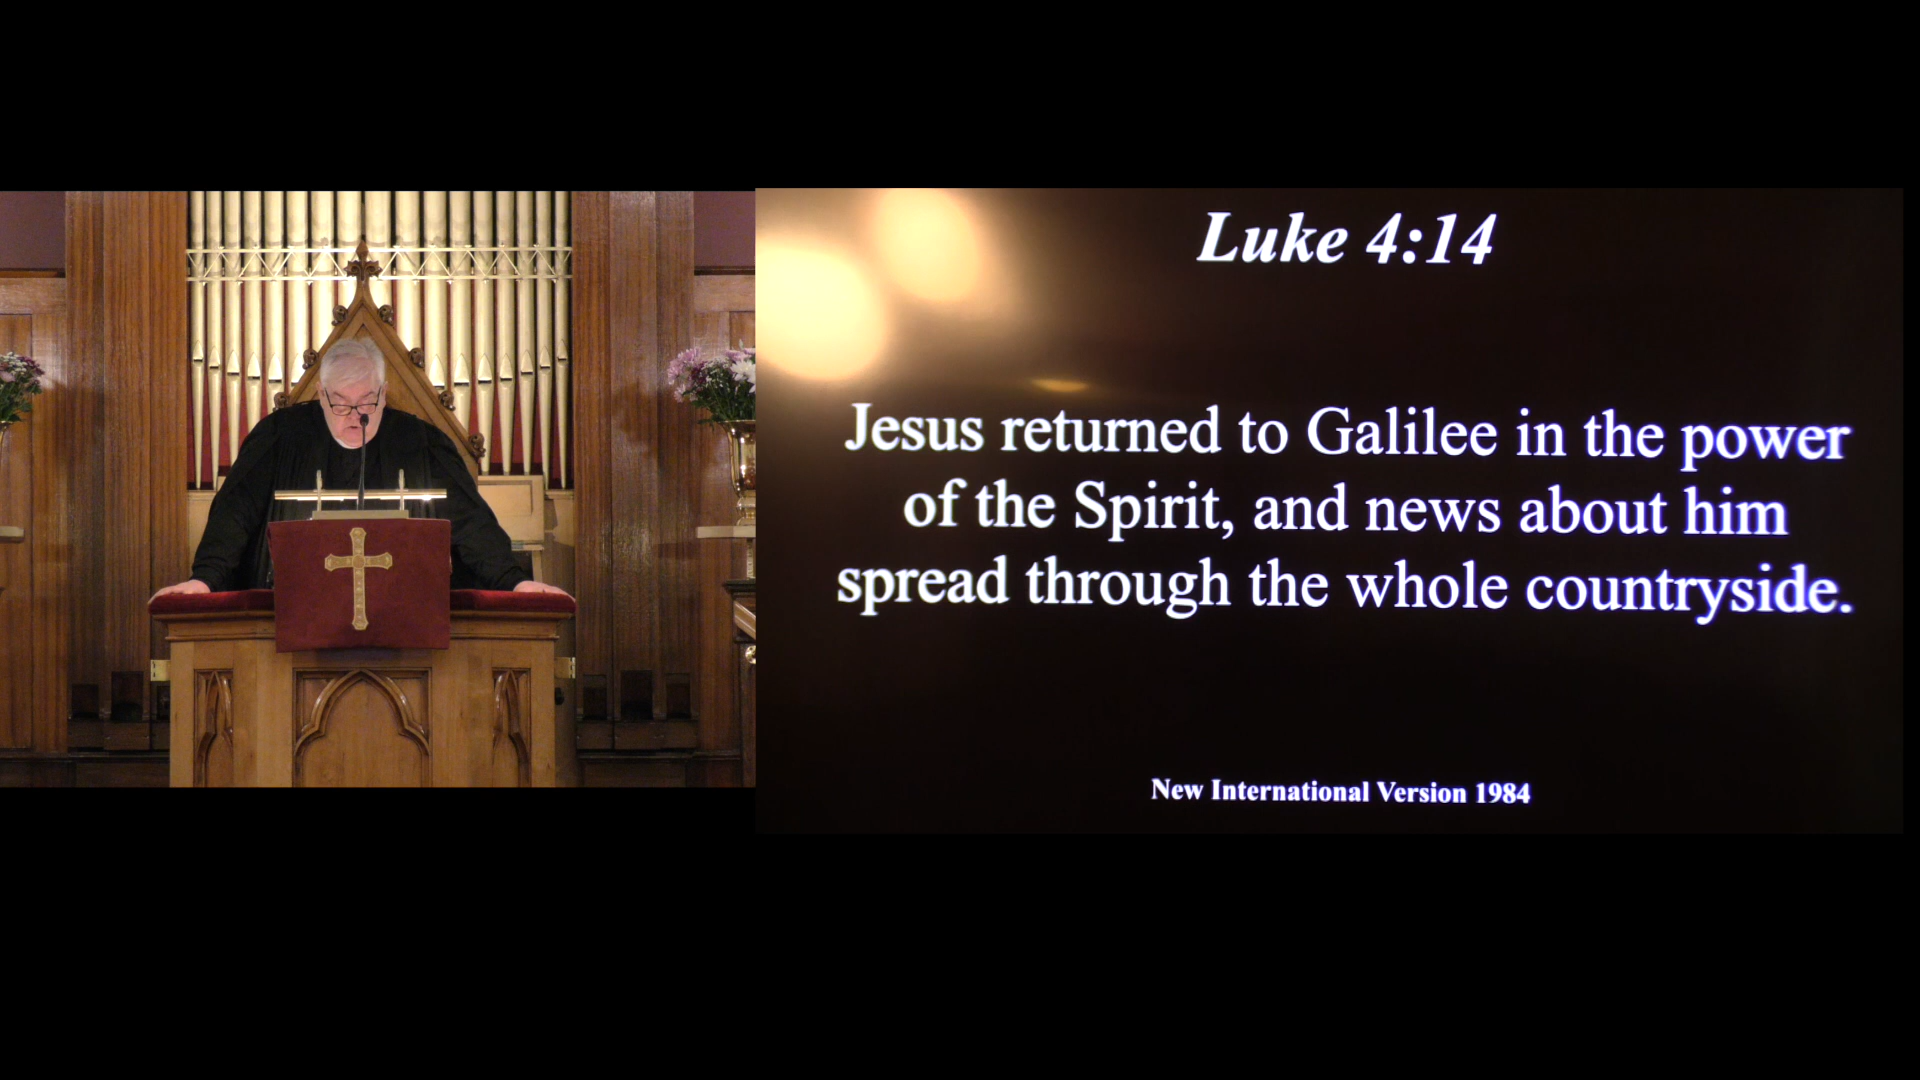 Luke 4:14
Jesus returned to Galilee in the power
of the Spirit, and news about him
spread through the whole countryside.
New International Version 1984